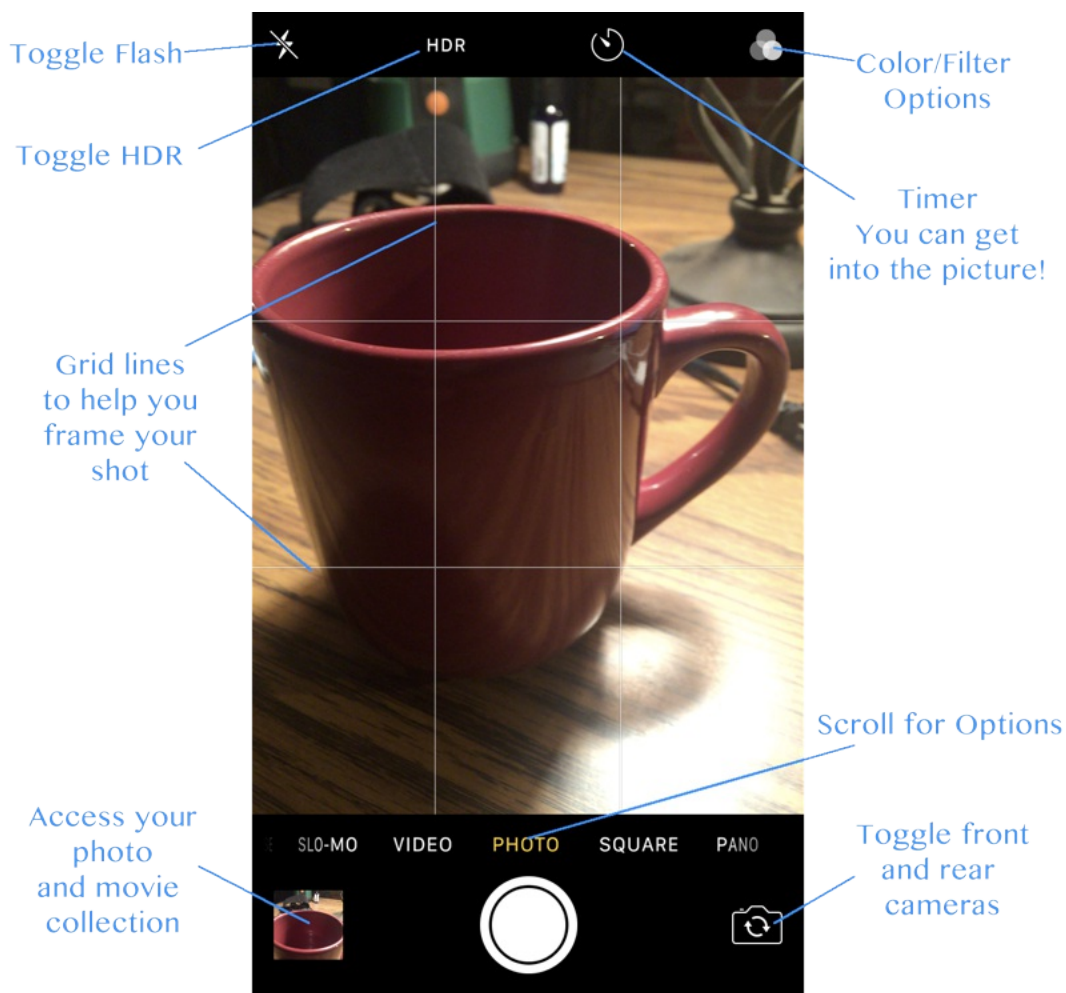 Toggle Flash
HDR
Color/Filter
Options
Toggle HDR
Timer
You can get
into the picture!
Grid lines
to help you
frame your
shot
Scroll for Options
SLO-MO VIDEO PHOTO SQUARE PANO
Access your
photo
and movie
collection
Toggle front
and rear
cameras